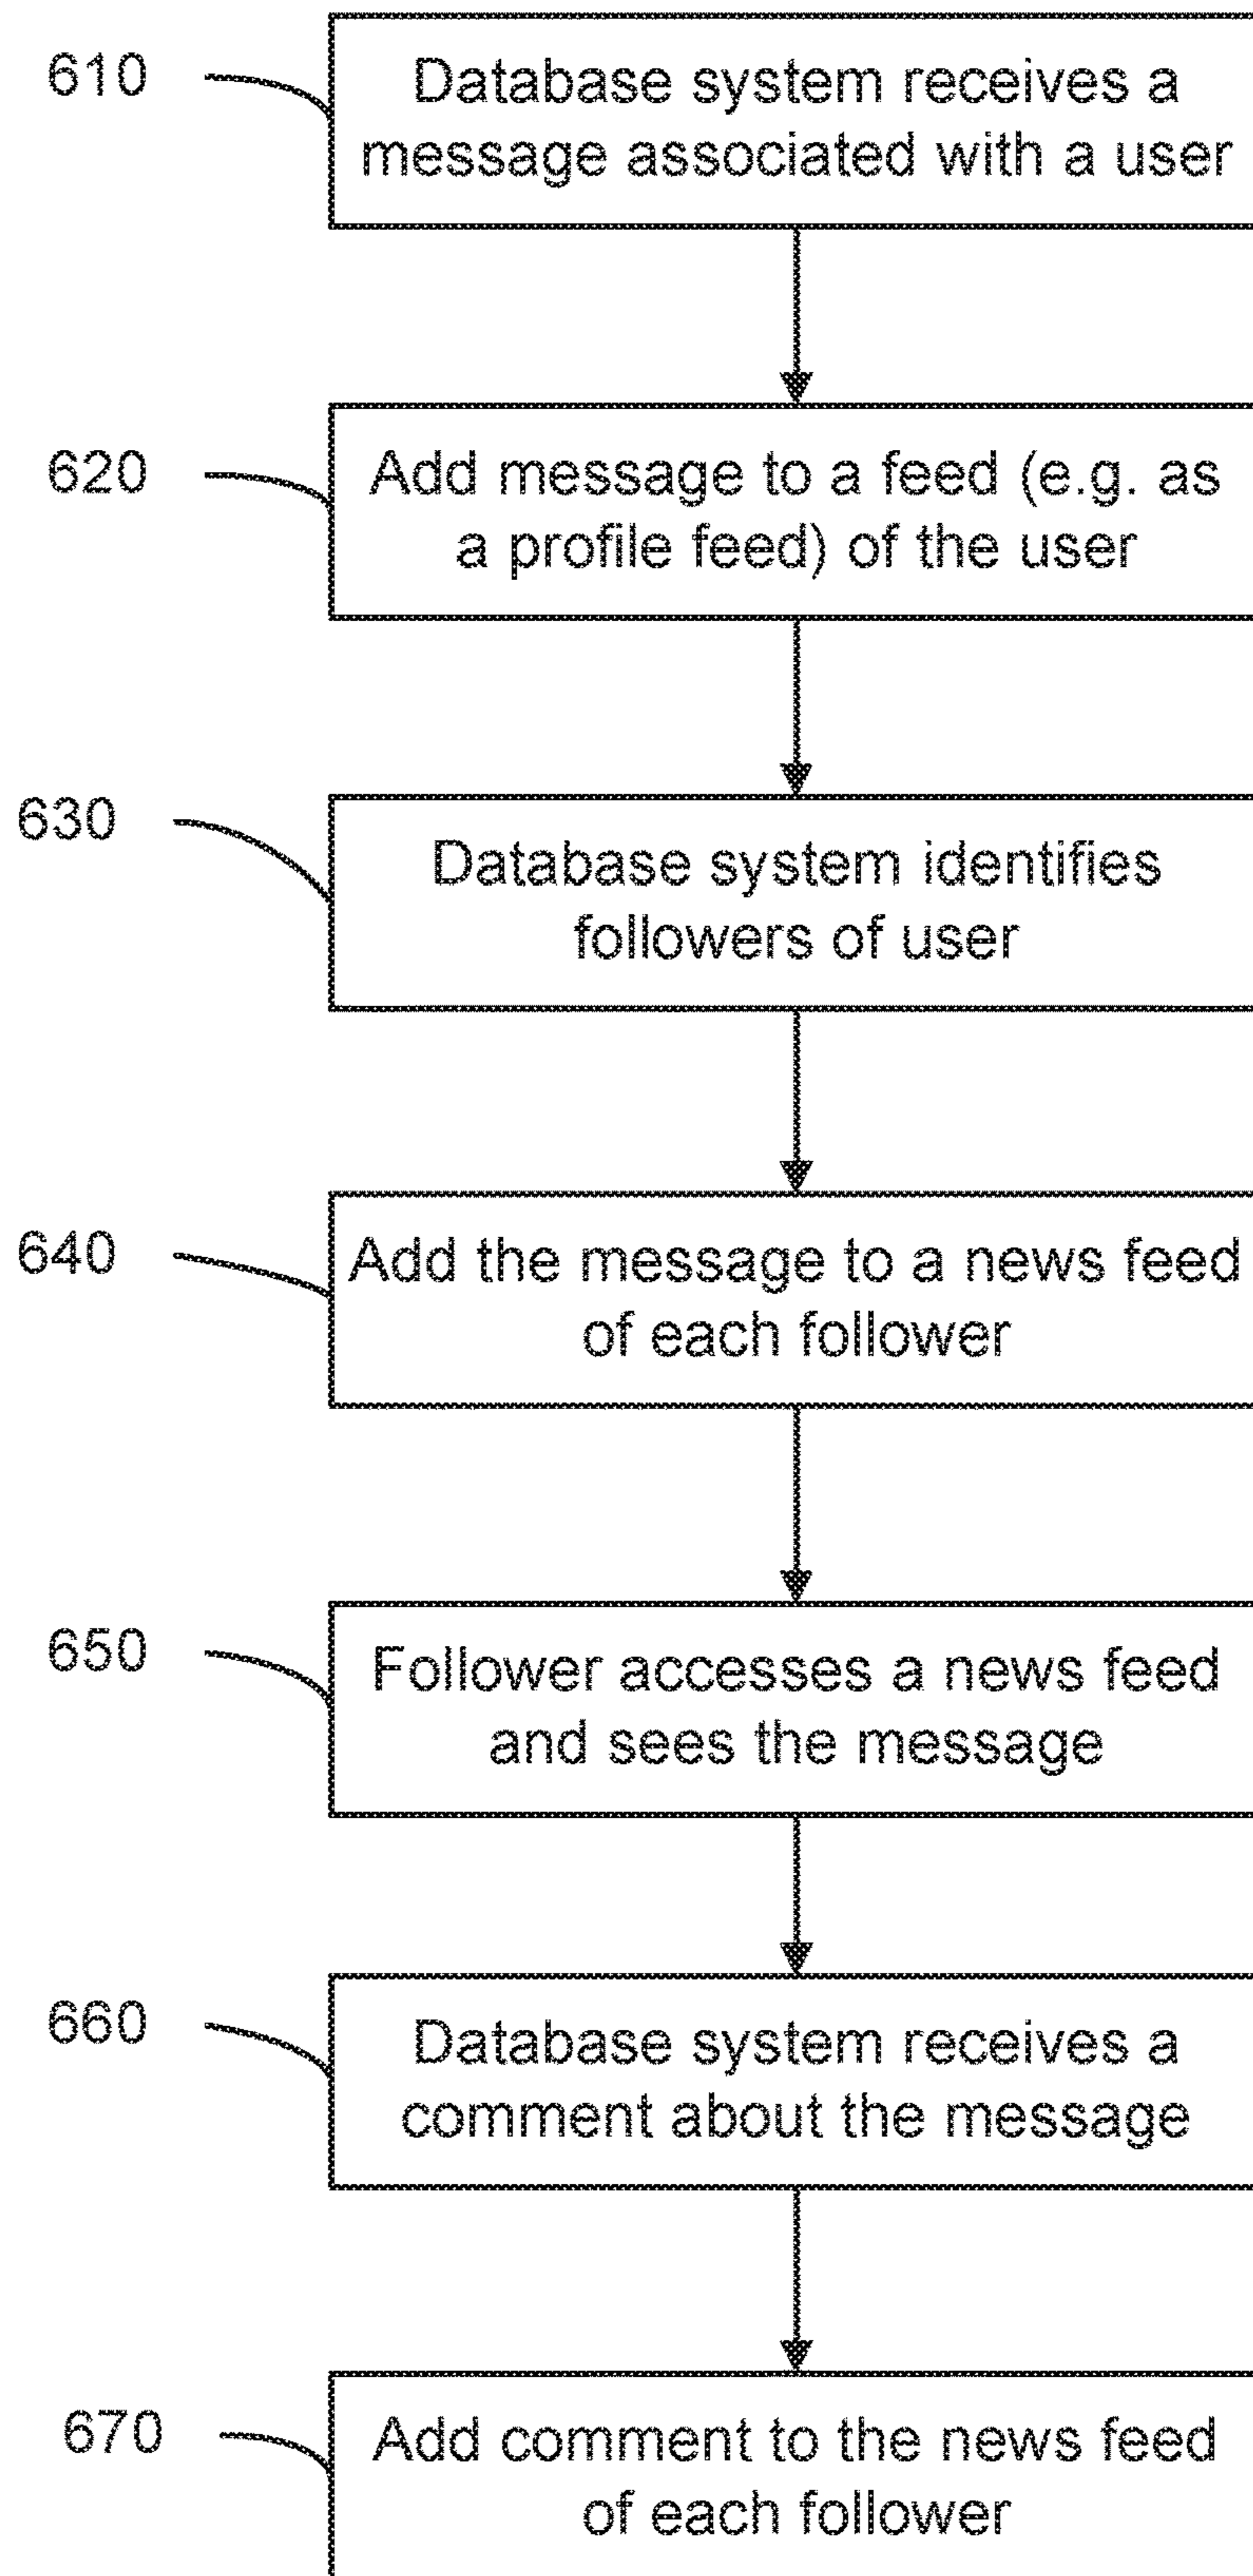 610
Database system receives a
message associated with a user
620
Add message to a feed (e.g. as
a profile feed) of the user
630
Database system identifies
followers of user
640
Add the message to a news feed
of each follower
650
Follower accesses a news feed
and sees the message
660
Database system receives a
comment about the message
670
Add comment to the news feed
of each follower